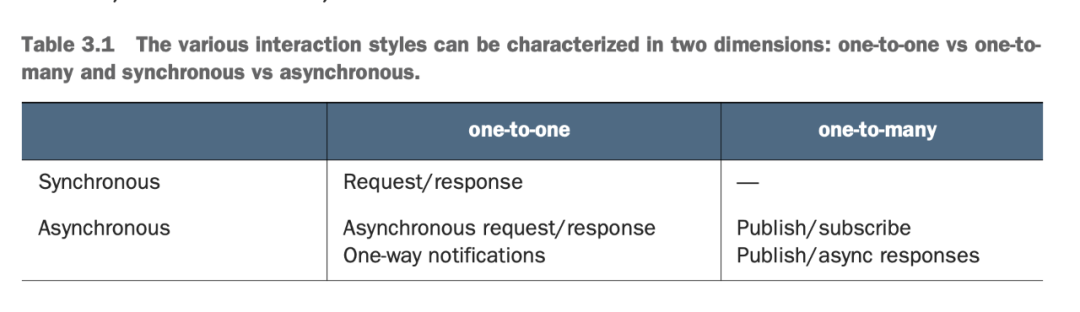 Table 3.1 The various interaction styles can be characterized in two dimensions: one-to-one vs one-to-
many and synchronous vs asynchronous.
one-to-one one-to-many
Synchronous Request/response —
Asynchronous Asynchronous request/response Publish/subscribe
One-way notifications Publish/async responses